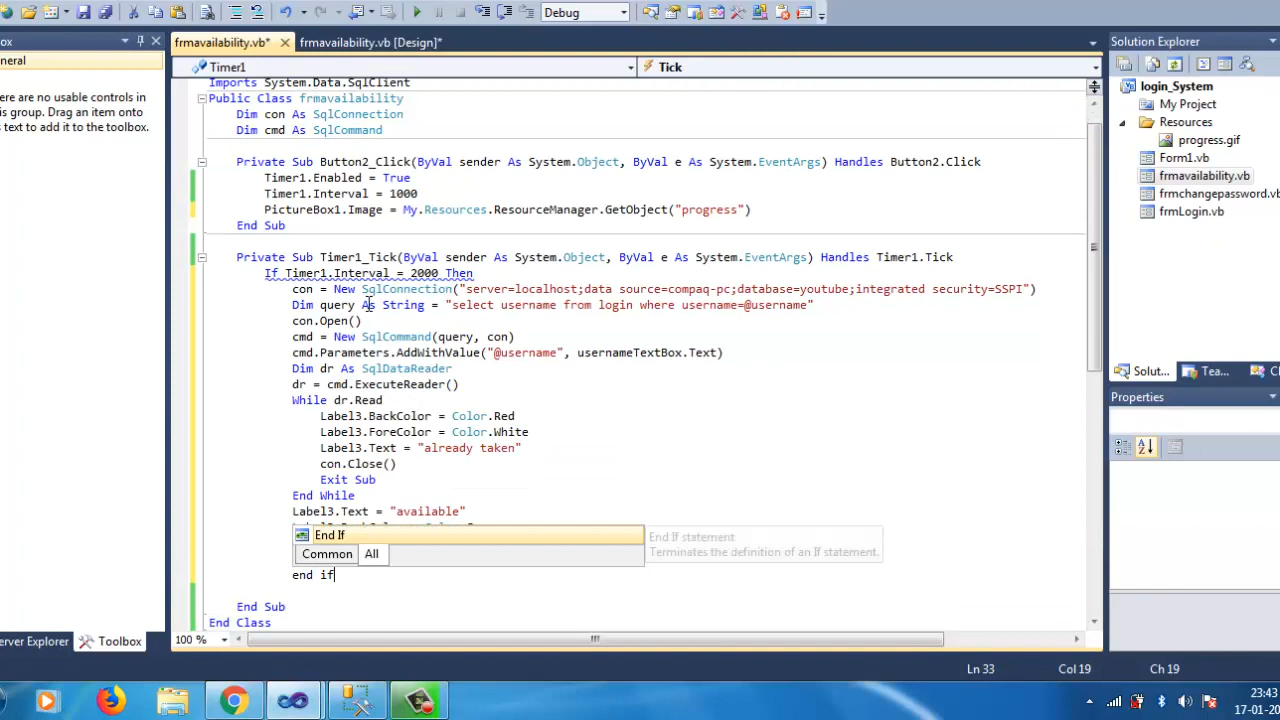 Debug
ox
frmavailability.vb*
frmavailability.vb [Design]*
Solution Explorer
neral
Timer1
Tick
ere are no usable controls in
is group. Drag an item onto
s text to add it to the toolbox.
Imports System.Data.SqlClient
Public Class frmavailability
Dim con As SqlConnection
Dim cmd As SqlCommand
Private Sub Button2_Click(ByVal sender As System.Object, ByVal e As System.EventArgs) Handles Button2.Click
Timer1.Enabled = True
Timer1.Interval = 1000
PictureBox1.Image = My.Resources.ResourceManager.GetObject("progress")
End Sub
Private Sub Timer1_Tick(ByVal sender As System.Object, ByVal e As System.EventArgs) Handles Timer1.Tick
If Timer1.Interval = 2000 Then
con = New SqlConnection("server=localhost;data source=compaq-pc;database=youtube;integrated security=SSPI")
Dim query As String = "select username from login where username=@username"
con.Open()
cmd = New SqlCommand(query, con)
cmd.Parameters.AddWithValue("@username", usernameTextBox.Text)
Dim dr As SqlDataReader
dr = cmd.ExecuteReader()
While dr.Read
Label3.BackColor = Color.Red
Label3.ForeColor = Color.White
Label3.Text = "already taken"
con.Close()
Exit Sub
End While
Label3.Text = "available"
End If
Common
All
End If statement
Terminates the definition of an If statement.
end if
End Sub
End Class
100 %
login_System
My Project
Resources
progress.gif
Form1.vb
frmavailability.vb
frmchangepassword.vb
frmLogin.vb
Solut...
Tea...
Cl
Properties
erver Explorer
Toolbox
Ln 33
Col 19
Ch 19
23:43
17-01-20